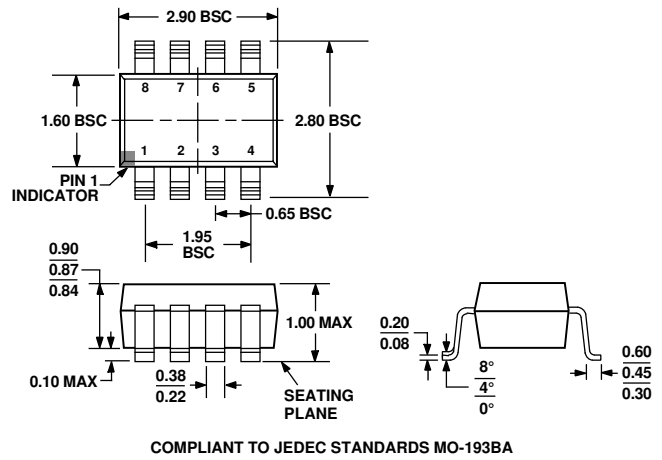 2.90 BSC
8 7 6 5
1.60 BSC
2.80 BSC
1 2 3 4
PIN 1
INDICATOR
0.65 BSC
1.95
BSC
0.90
0.87
0.84
1.00 MAX
0.10 MAX
0.38
0.22
SEATING
PLANE
0.20
0.08
8°
4°
0°
0.60
0.45
0.30
COMPLIANT TO JEDEC STANDARDS MO-193BA